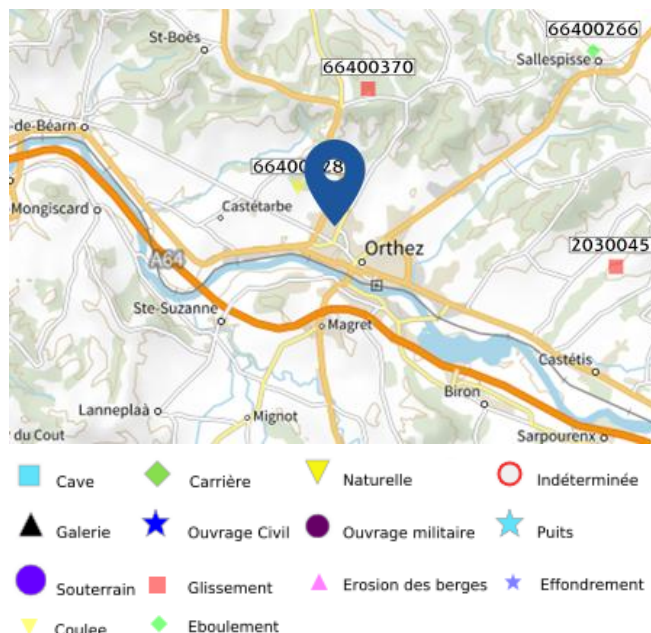 66400266
St-Boès
Sallespisse
66400370
-de-Béarn
Castétarbe
Mongiscard
2030045
Orthez
A64
Ste-Suzanne
Magret
Castétis
Biron
Lanneplaà
Mignot
du Cout
Sarpourenx
Cave
Carrière
Naturelle
Indéterminée
Galerie
Ouvrage Civil
Ouvrage militaire
Puits
Souterrain
Glissement
Erosion des berges
Effondrement
Coulee
Eboulement